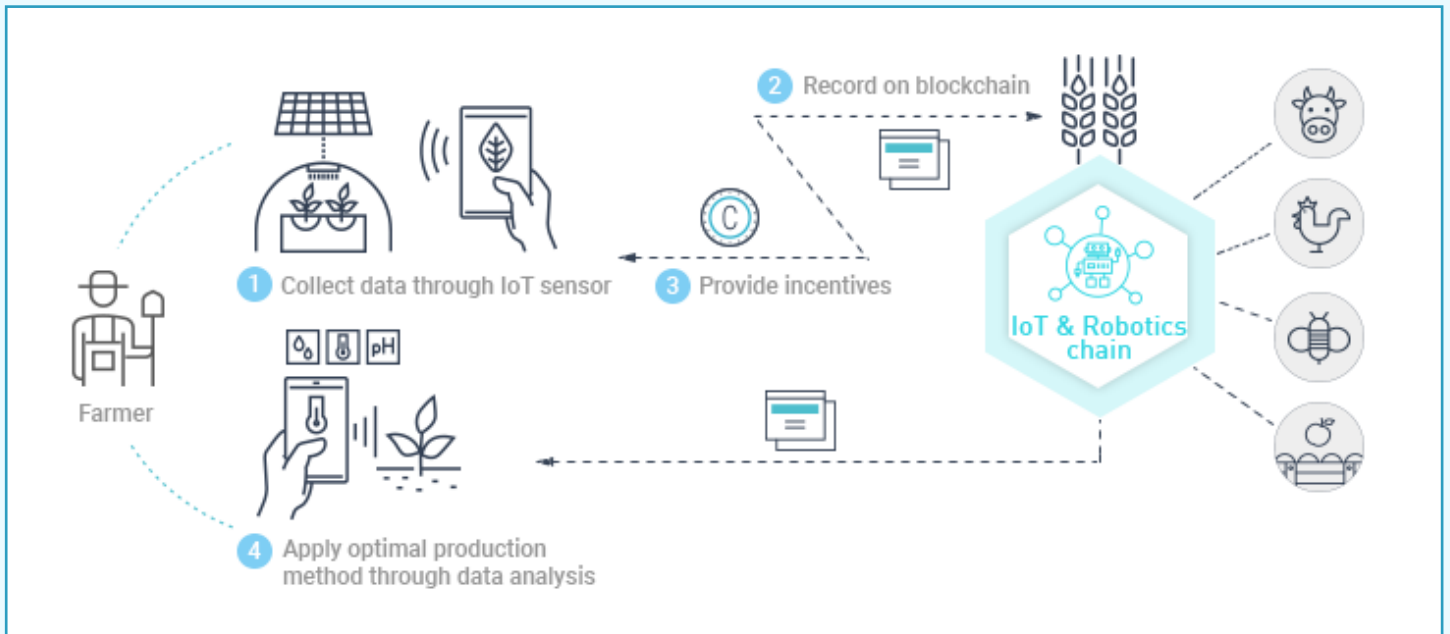 2 Record on blockchain
C
1 Collect data through IoT sensor
3 Provide incentives
IoT & Robotics
chain
pH
Farmer
4 Apply optimal production
method through data analysis